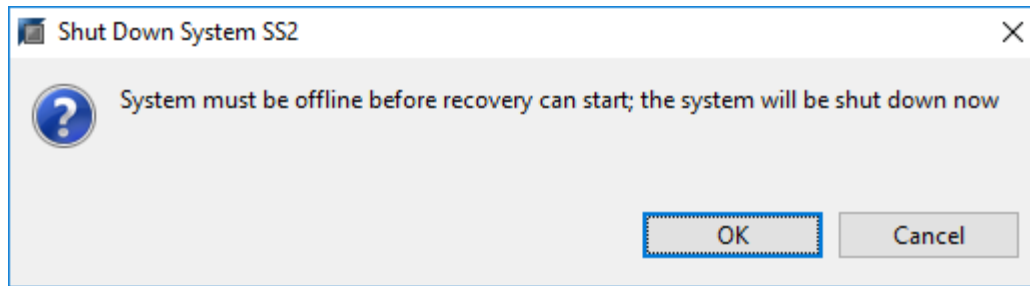 Shut Down System SS2
System must be offline before recovery can start; the system will be shut down now
OK
Cancel